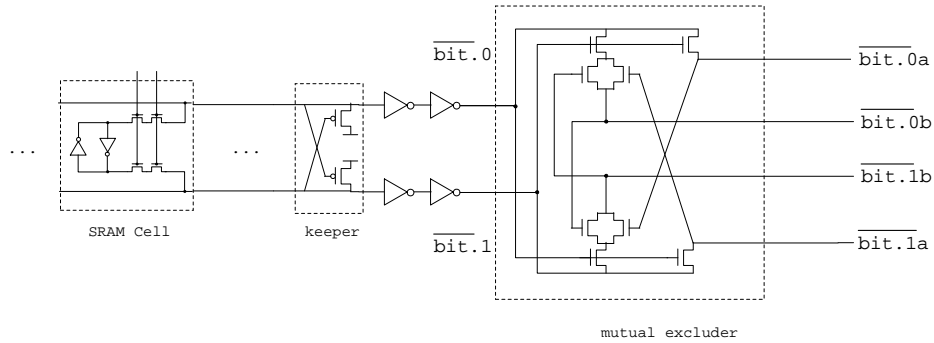 bit.0
bit.0a
bit.0b
...
...
bit.1b
SRAM Cell
keeper
bit.1
bit.1a
mutual excluder